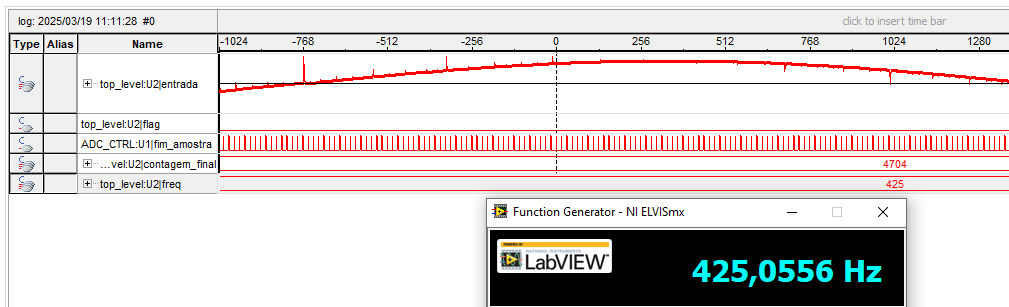 log: 2025/03/19 11:11:28 #0
click to insert time bar
Type Alias Name
-1024 -768 -512 -256 0 256 512 768 1024 1280
top_level:U2|entrada
top_level:U2|flag
ADC_CTRL:U1|fim_amostra
...vel:U2|contagem_final 4704
top_level:U2|freq 425
Function Generator - NI ELVISmx
POWERED BY
NATIONAL INSTRUMENTS
LabVIEW™
425,0556 Hz